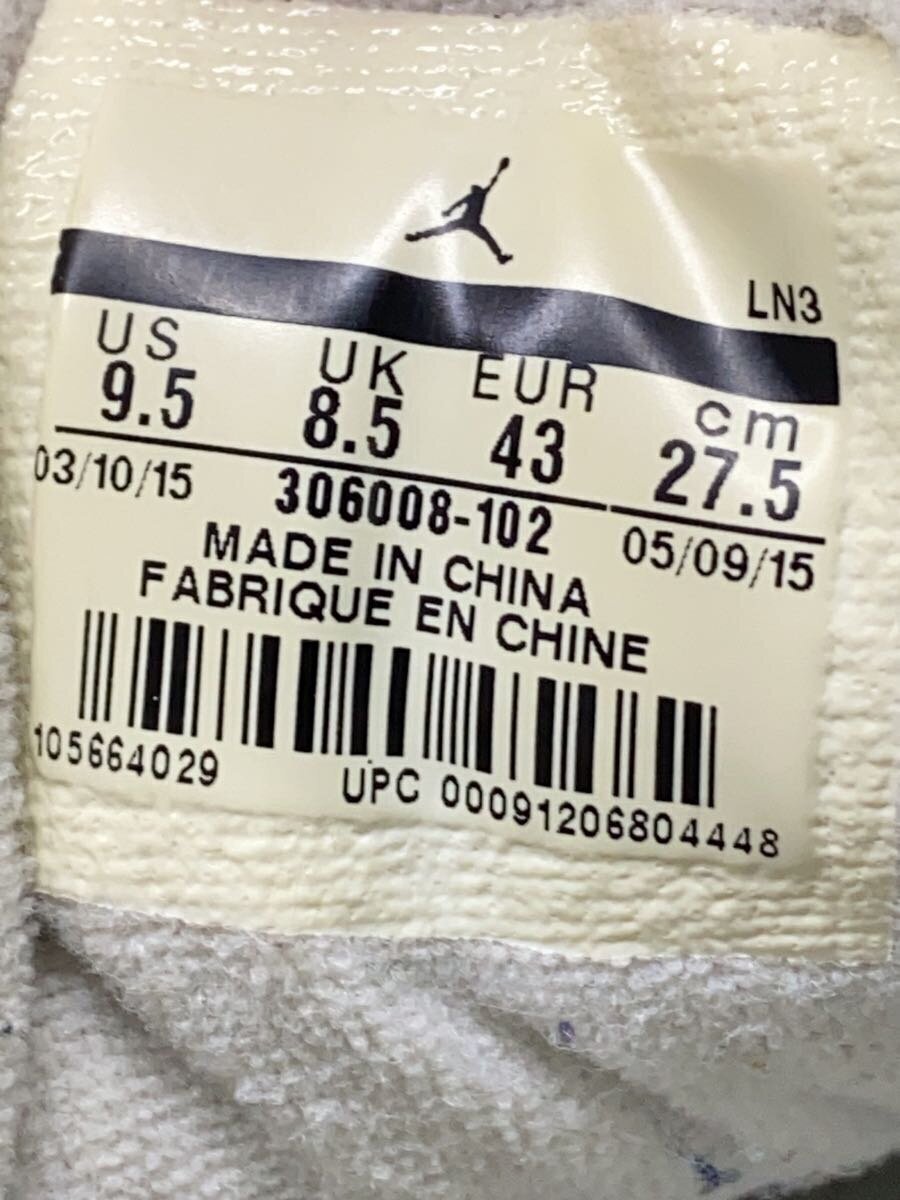 LN3
US UK EUR cm
9.5 8.5 43 27.5
03/10/15 306008-102 05/09/15
MADE IN CHINA
FABRIQUE EN CHINE
105664029 UPC 00091206804448